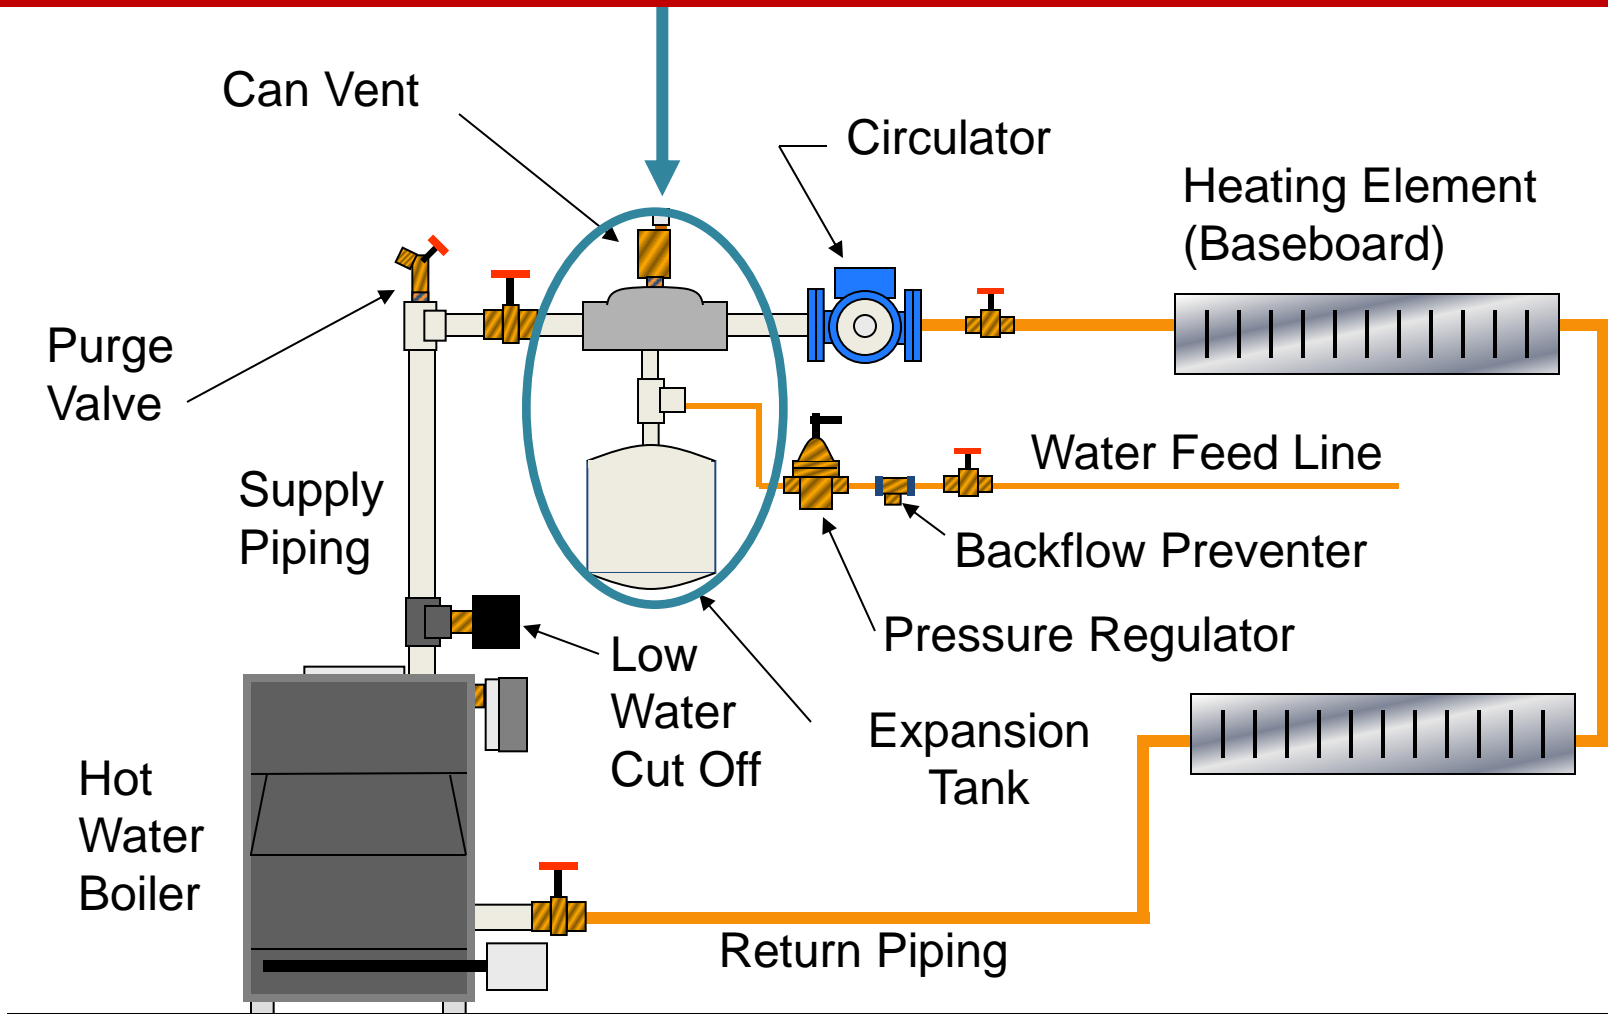 Can Vent
Circulator
Heating Element
(Baseboard)
Purge
Valve
Water Feed Line
Supply
Piping
Backflow Preventer
Pressure Regulator
Low
Water
Cut Off
Expansion
Tank
Hot
Water
Boiler
Return Piping